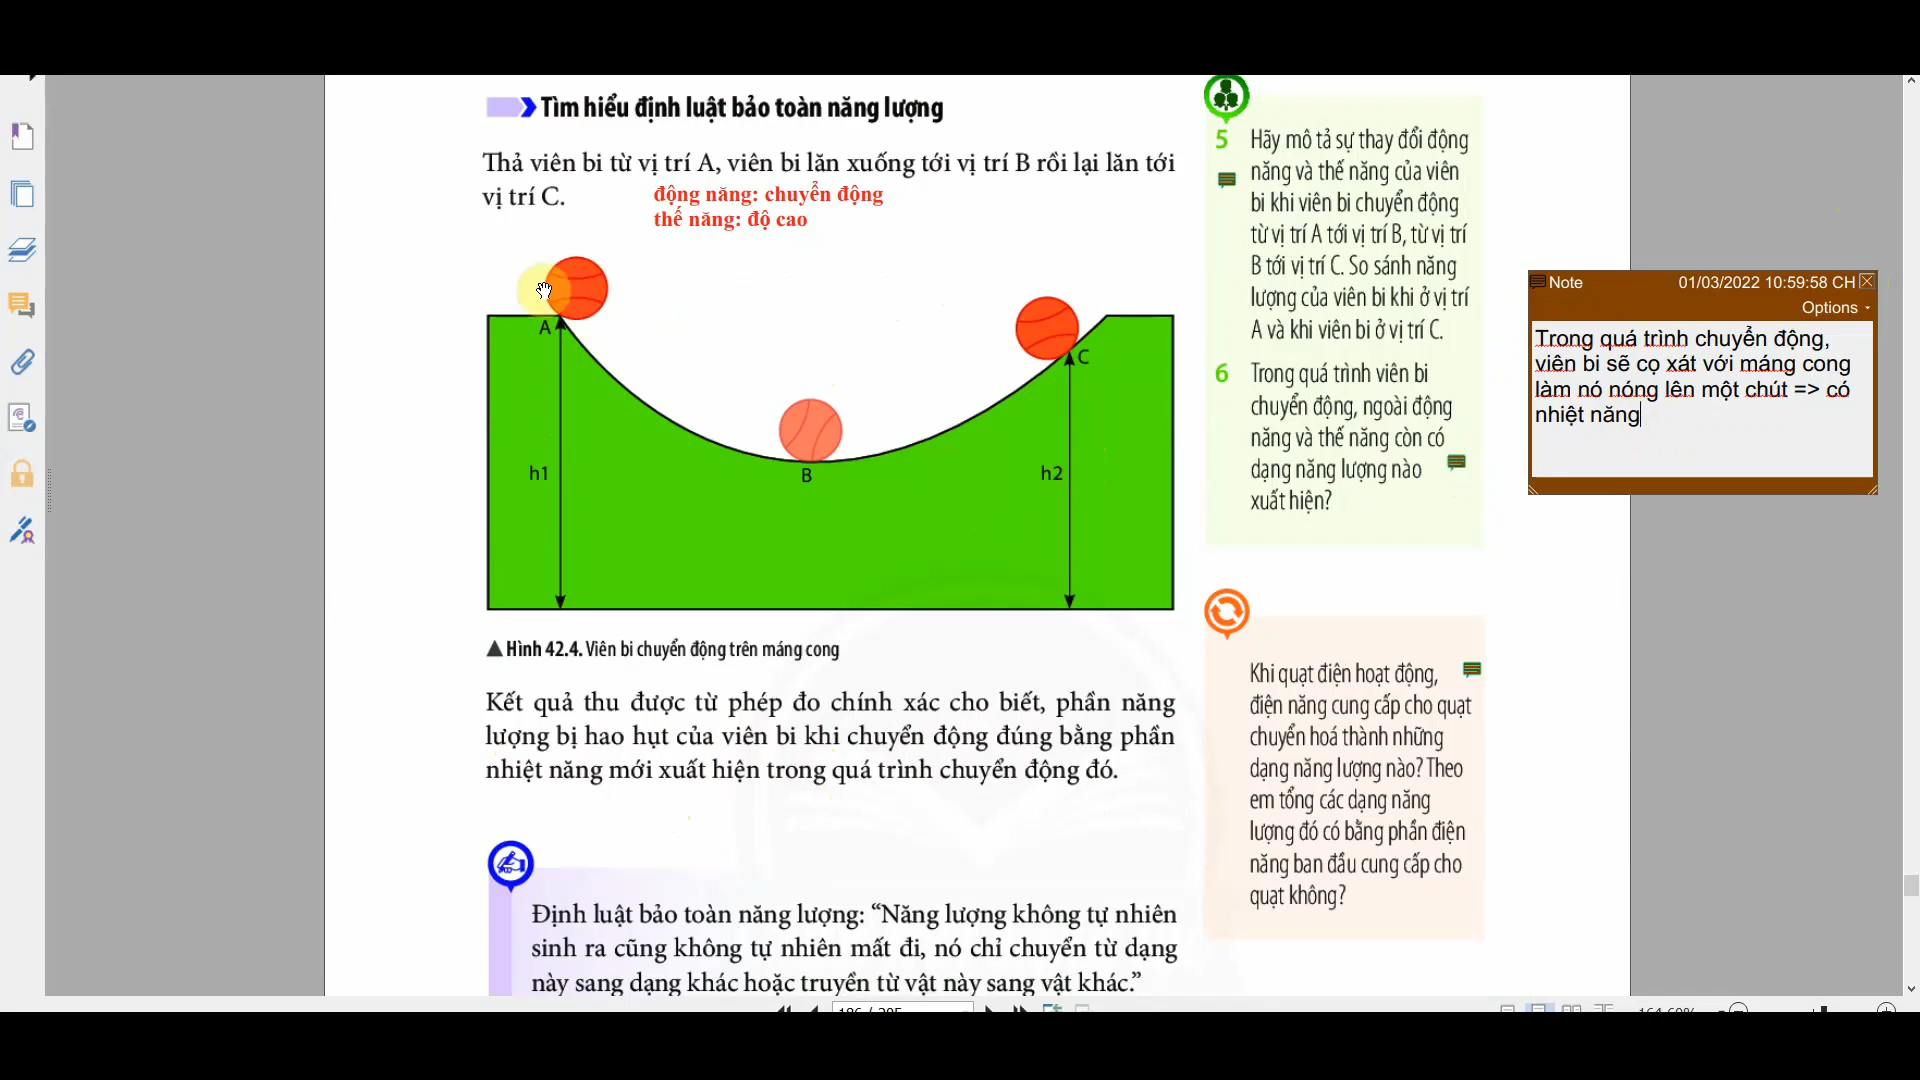 Tìm hiểu định luật bảo toàn năng lượng
Thả viên bi từ vị trí A, viên bi lăn xuống tới vị trí B rồi lại lăn tới
vị trí C.
động năng: chuyển động
thế năng: độ cao
A
C
B
h1
h2
▲Hình 42.4. Viên bi chuyển động trên máng cong
Kết quả thu được từ phép đo chính xác cho biết, phần năng
lượng bị hao hụt của viên bi khi chuyển động đúng bằng phần
nhiệt năng mới xuất hiện trong quá trình chuyển động đó.
Định luật bảo toàn năng lượng: “Năng lượng không tự nhiên
sinh ra cũng không tự nhiên mất đi, nó chỉ chuyển từ dạng
này sang dạng khác hoặc truyền từ vật này sang vật khác.”
5 Hãy mô tả sự thay đổi động
năng và thế năng của viên
bi khi viên bi chuyển động
từ vị trí A tới vị trí B, từ vị trí
B tới vị trí C. So sánh năng
lượng của viên bi khi ở vị trí
A và khi viên bi ở vị trí C.
6 Trong quá trình viên bi
chuyển động, ngoài động
năng và thế năng còn có
dạng năng lượng nào
xuất hiện?
Khi quạt điện hoạt động,
điện năng cung cấp cho quạt
chuyển hoá thành những
dạng năng lượng nào? Theo
em tổng các dạng năng
lượng đó có bằng phần điện
năng ban đầu cung cấp cho
quạt không?
Note 01/03/2022 10:59:58 CH
Options
Trong quá trình chuyển động,
viên bi sẽ cọ xát với máng cong
làm nó nóng lên một chút => có
nhiệt năng